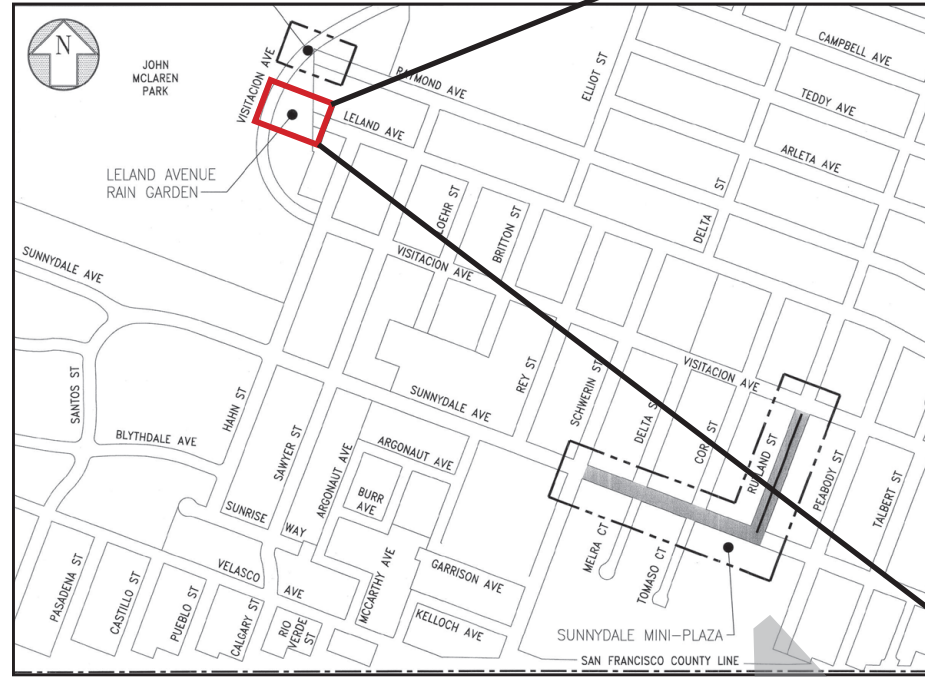 N
JOHN
MCLAREN
PARK
VISITACION AVE
RAYMOND AVE
ELLIOT ST
CAMPBELL AVE
TEDDY AVE
ARLETA AVE
LELAND AVE
LELAND AVENUE
RAIN GARDEN
LOEHR ST
BRITTON ST
DELTA ST
VISITACION AVE
SUNNYDALE AVE
SANTOS ST
HAHN ST
BLYTHDALE AVE
SAWYER ST
ARGONAUT AVE
SUNNYDALE AVE
ARGONAUT AVE
REY ST
SCHWERIN ST
DELTA S
VISITACION AVE
ST
PEABODY ST
TALBERT ST
BURR
AVE
SUNRISE
WAY
VELASCO
AVE
MCCARTHY AVE
GARRISON AVE
KELLOCH AVE
MELRA CT
TOMASO CT
PASADENA ST
CASTILLO ST
PUEBLO ST
CALGARY ST
RIO
VERDE
ST
SUNNYDALE MINI-PLAZA
SAN FRANCISCO COUNTY LINE